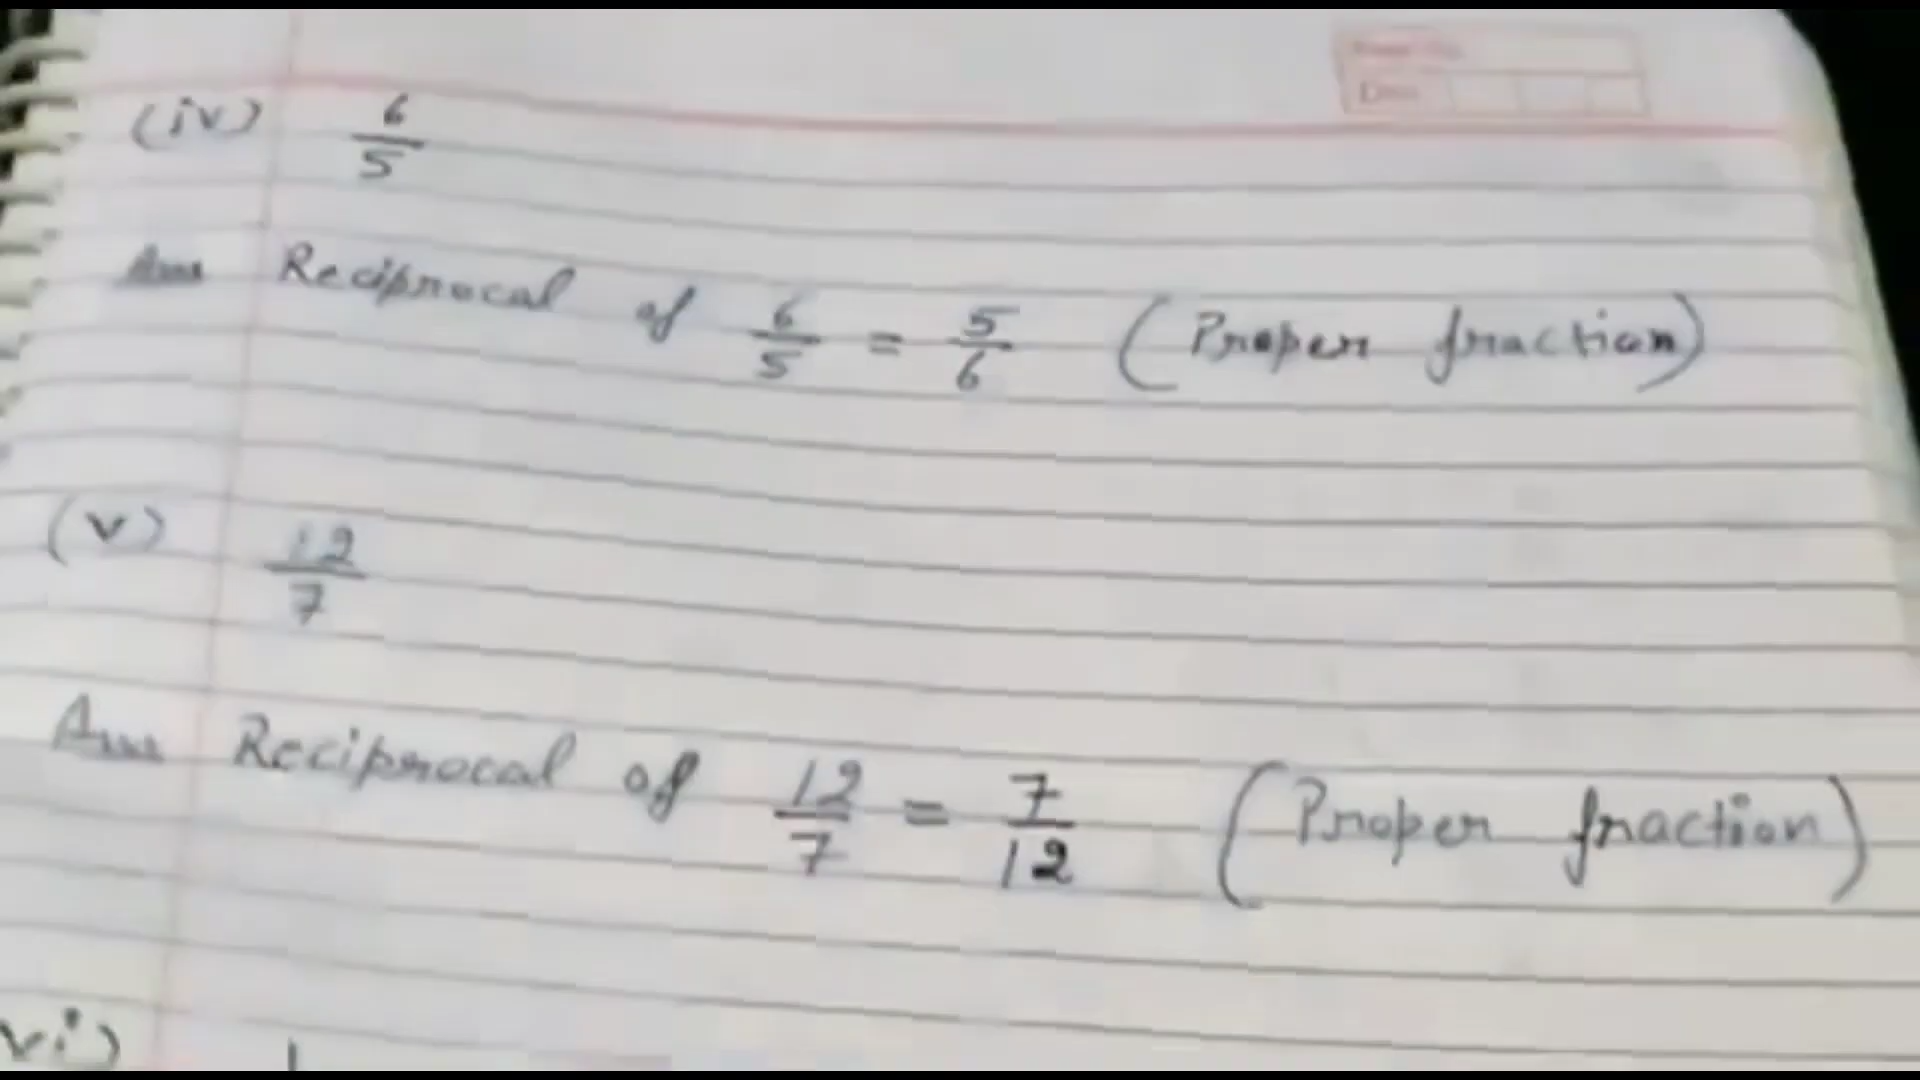 (iv) 6/5
Ans Reciprocal of 6/5 = 5/6 (Proper fraction)
(v) 12/7
Ans Reciprocal of 12/7 = 7/12 (Proper fraction)
vi)